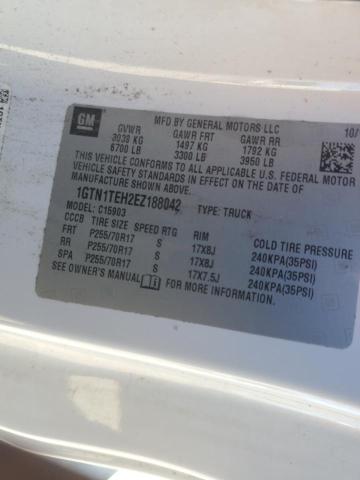 GM
MFD BY GENERAL MOTORS LLC
10/
GVWR GAWR FRT GAWR RR
3039 KG 1497 KG 1792 KG
6700 LB 3300 LB 3950 LB
THIS VEHICLE CONFORMS TO ALL APPLICABLE U.S. FEDERAL MOTOR
VEHICLE SAFETY, BUMPER, AND THEFT PREVENTION STANDARDS IN
EFFECT ON THE DATE OF MANUFACTURE SHOWN ABOVE.
1GTN1TEH2EZ188042 TYPE: TRUCK
MODEL: C15903
CCCB TIRE SIZE SPEED RTG RIM COLD TIRE PRESSURE
FRT P255/70R17 S 17X8J 240KPA(35PSI)
RR P255/70R17 S 17X8J 240KPA(35PSI)
SPA P255/70R17 S 17X7.5J 240KPA(35PSI)
SEE OWNER'S MANUAL FOR MORE INFORMATION.